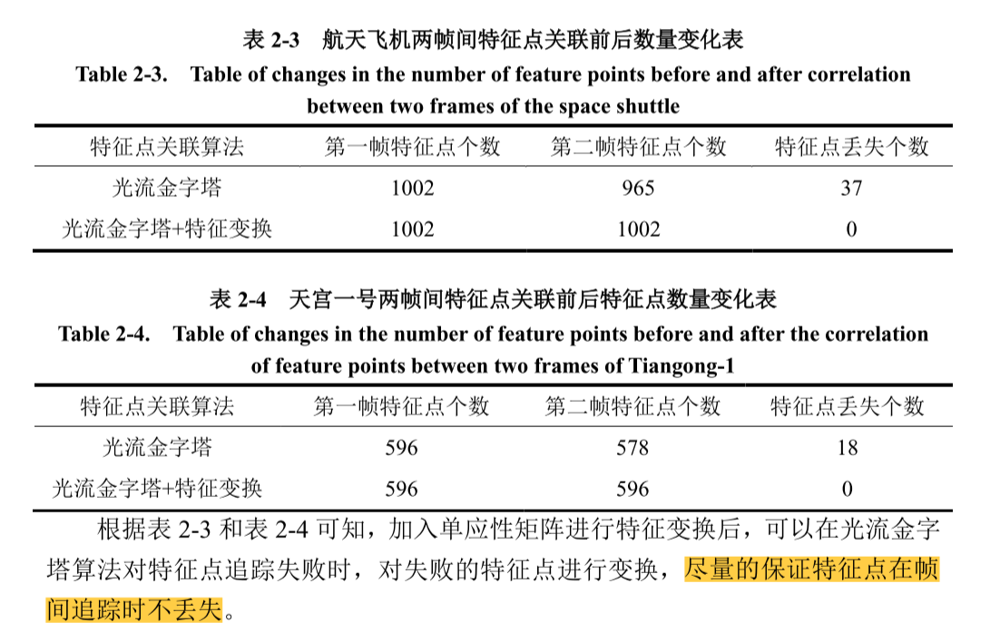 表 2-3 航天飞机两帧间特征点关联前后数量变化表
Table 2-3. Table of changes in the number of feature points before and after correlation
between two frames of the space shuttle
特征点关联算法 第一帧特征点个数 第二帧特征点个数 特征点丢失个数
光流金字塔 1002 965 37
光流金字塔+特征变换 1002 1002 0
表 2-4 天宫一号两帧间特征点关联前后特征点数量变化表
Table 2-4. Table of changes in the number of feature points before and after the correlation
of feature points between two frames of Tiangong-1
特征点关联算法 第一帧特征点个数 第二帧特征点个数 特征点丢失个数
光流金字塔 596 578 18
光流金字塔+特征变换 596 596 0
根据表 2-3 和表 2-4 可知，加入单应性矩阵进行特征变换后，可以在光流金字
塔算法对特征点追踪失败时，对失败的特征点进行变换，尽量的保证特征点在帧
间追踪时不丢失。